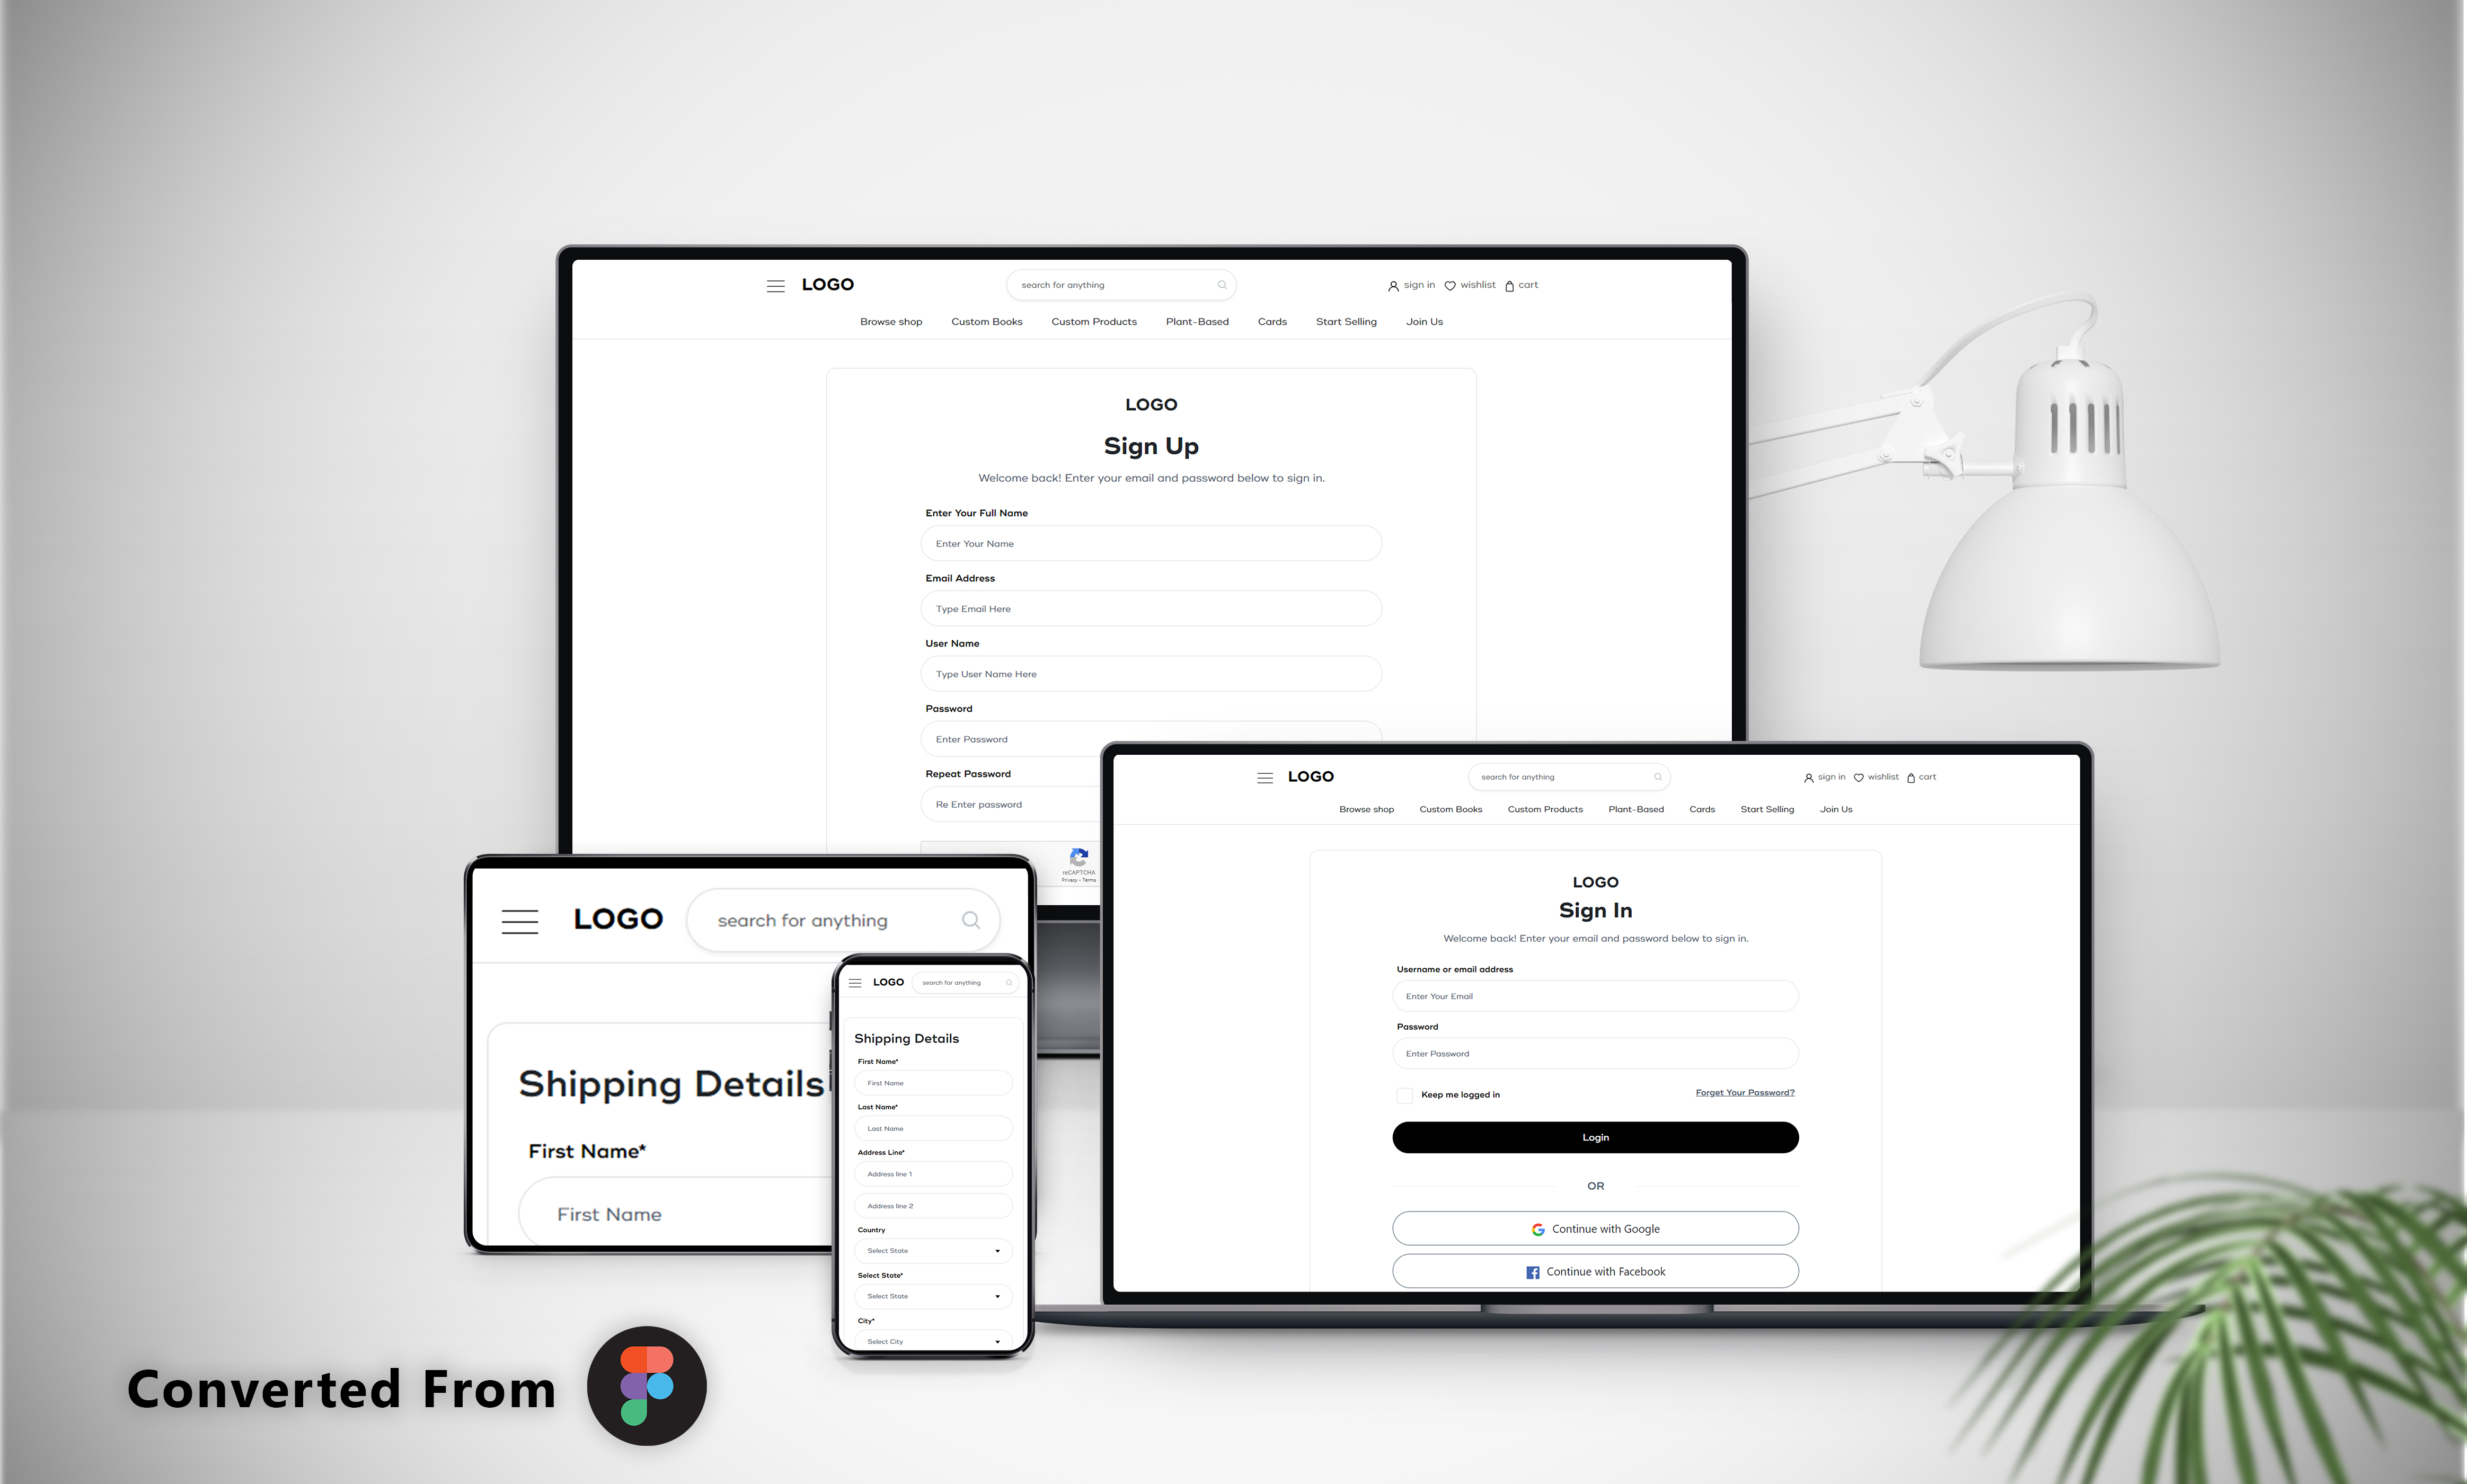 LOGO
search for anything
sign in wishlist cart
Browse shop Custom Books Custom Products Plant-Based Cards Start Selling Join Us
LOGO
Sign Up
Welcome back! Enter your email and password below to sign in.
Enter Your Full Name
Enter Your Name
Email Address
Type Email Here
User Name
Type User Name Here
Password
Enter Password
Repeat Password
Re Enter password
reCAPTCHA
Privacy - Terms
LOGO
search for anything
sign in wishlist cart
Browse shop Custom Books Custom Products Plant-Based Cards Start Selling Join Us
LOGO
Sign In
Welcome back! Enter your email and password below to sign in.
Username or email address
Enter Your Email
Password
Enter Password
Keep me logged in Forget Your Password?
Login
OR
Continue with Google
Continue with Facebook
LOGO
search for anything
Shipping Details
First Name*
First Name
LOGO
search for anything
Shipping Details
First Name*
First Name
Last Name*
Last Name
Address Line*
Address line 1
Address line 2
Country
Select State
Select State*
Select State
City*
Select City
Converted From